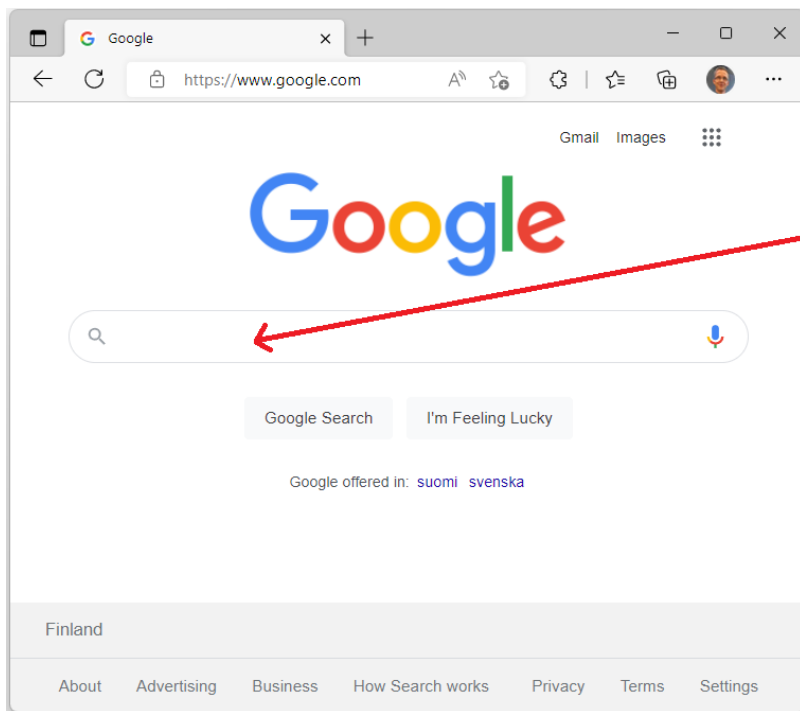 Google
https://www.google.com
Gmail Images
Google
Google Search I'm Feeling Lucky
Google offered in: suomi svenska
Finland
About Advertising Business How Search works Privacy Terms Settings